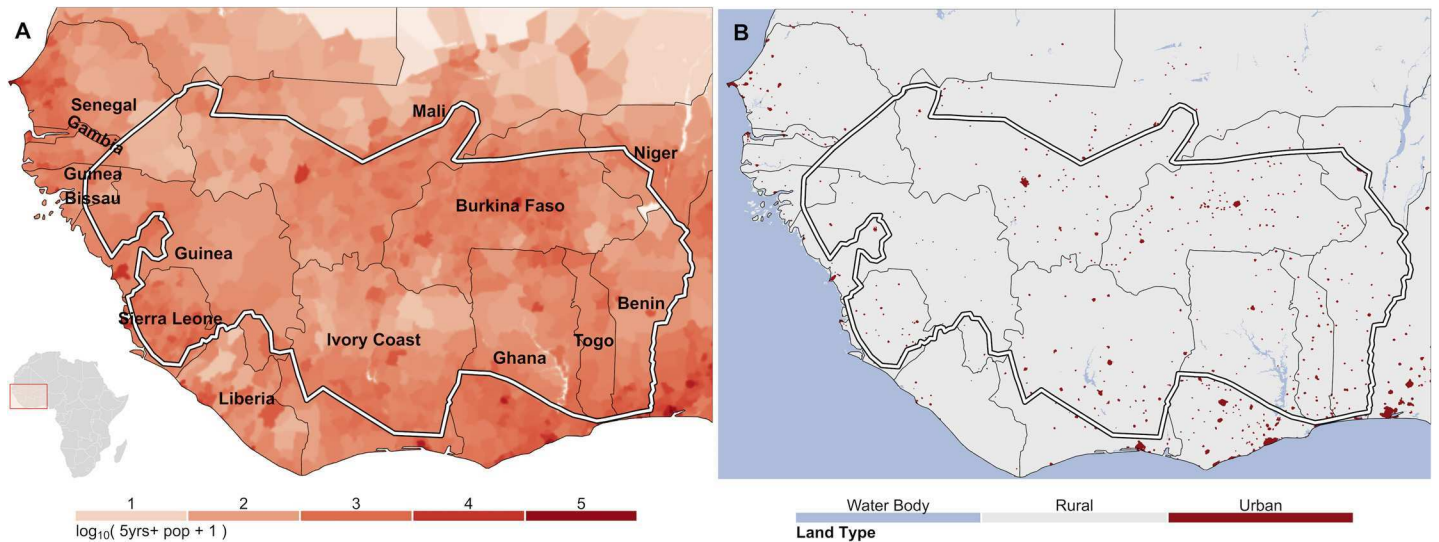 A
Senegal
Gambia
Guinea
Bissau
Mali
Niger
Burkina Faso
Guinea
Sierra Leone
Benin
Ivory Coast
Togo
Ghana
Liberia
1 2 3 4 5
log₁₀( 5yrs+ pop + 1 )
B
Water Body Rural Urban
Land Type